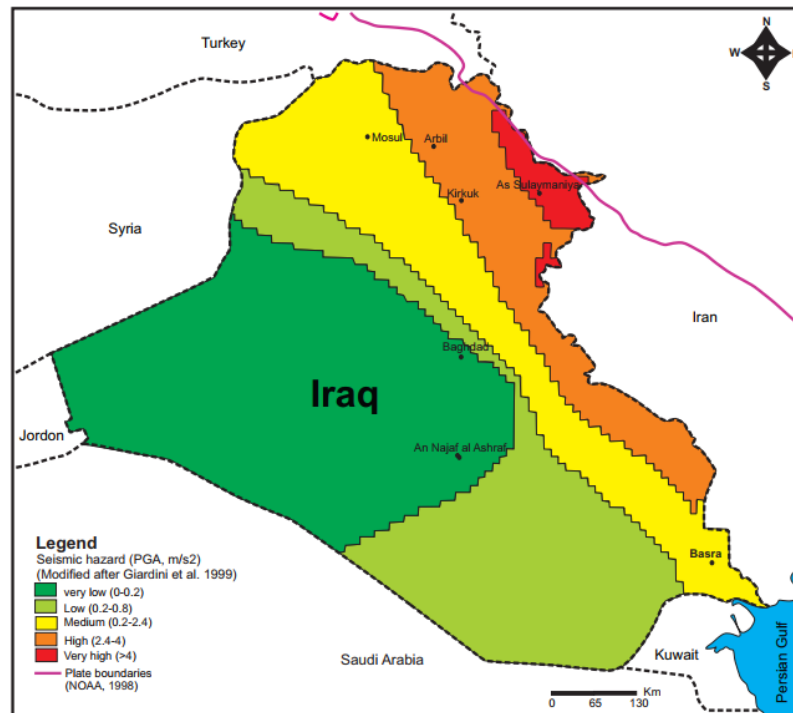 N
W
S
Turkey
Mosul
Arbil
Kirkuk
As Sulaymaniya
Syria
Iran
Baghdad
Iraq
Jordon
An Najaf al Ashraf
Legend
Seismic hazard (PGA, m/s2)
(Modified after Giardini et al. 1999)
very low (0-0.2)
Low (0.2-0.8)
Medium (0.2-2.4)
High (2.4-4)
Very high (>4)
Plate boundaries
(NOAA, 1998)
Basra
Saudi Arabia
Kuwait
Persian Gulf
Km
0 65 130